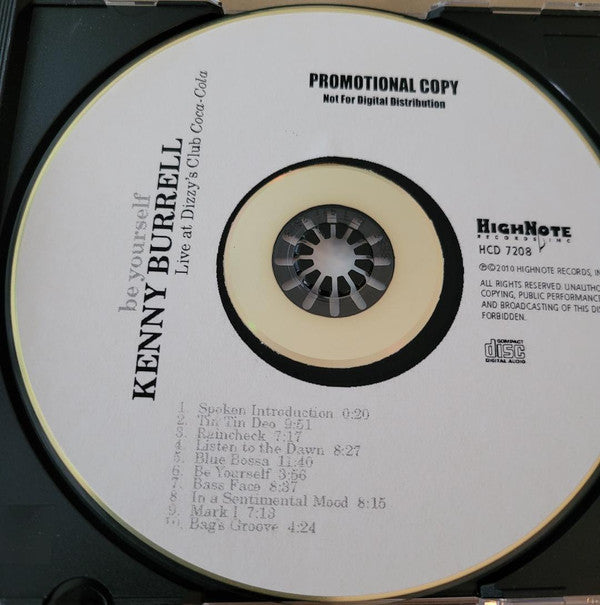 PROMOTIONAL COPY
Not For Digital Distribution
be yourself
KENNY BURRELL
Live at Dizzy's Club Coca-Cola
HIGHNOTE
RECORDS, INC
HCD 7208
℗©2010 HIGHNOTE RECORDS, IN
ALL RIGHTS RESERVED. UNAUTHO
COPYING, PUBLIC PERFORMANCE
AND BROADCASTING OF THIS DIS
FORBIDDEN.
COMPACT
disc
DIGITAL AUDIO
1. Spoken Introduction 0:20
2. Tin Tin Deo 9:51
3. Raincheck 7:17
4. Listen to the Dawn 8:27
5. Blue Bossa 11:40
6. Be Yourself 3:56
7. Bass Face 8:37
8. In a Sentimental Mood 8:15
9. Mark I 7:13
10. Bag's Groove 4:24